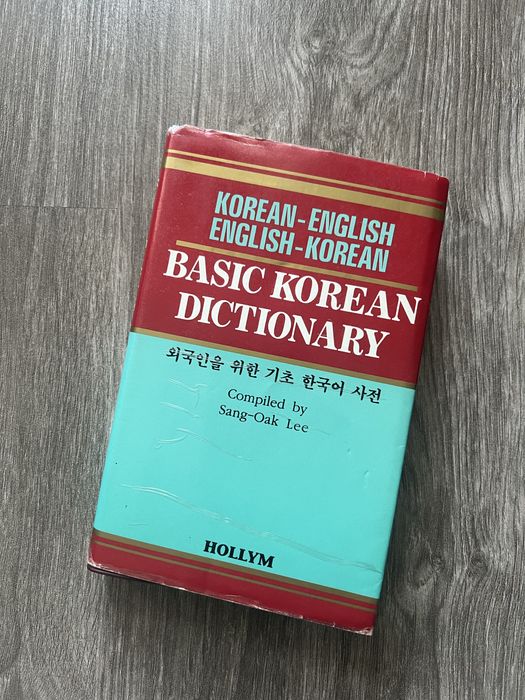 KOREAN-ENGLISH
ENGLISH-KOREAN
BASIC KOREAN
DICTIONARY
외국인을 위한 기초 한국어 사전
Compiled by
Sang-Oak Lee
HOLLYM